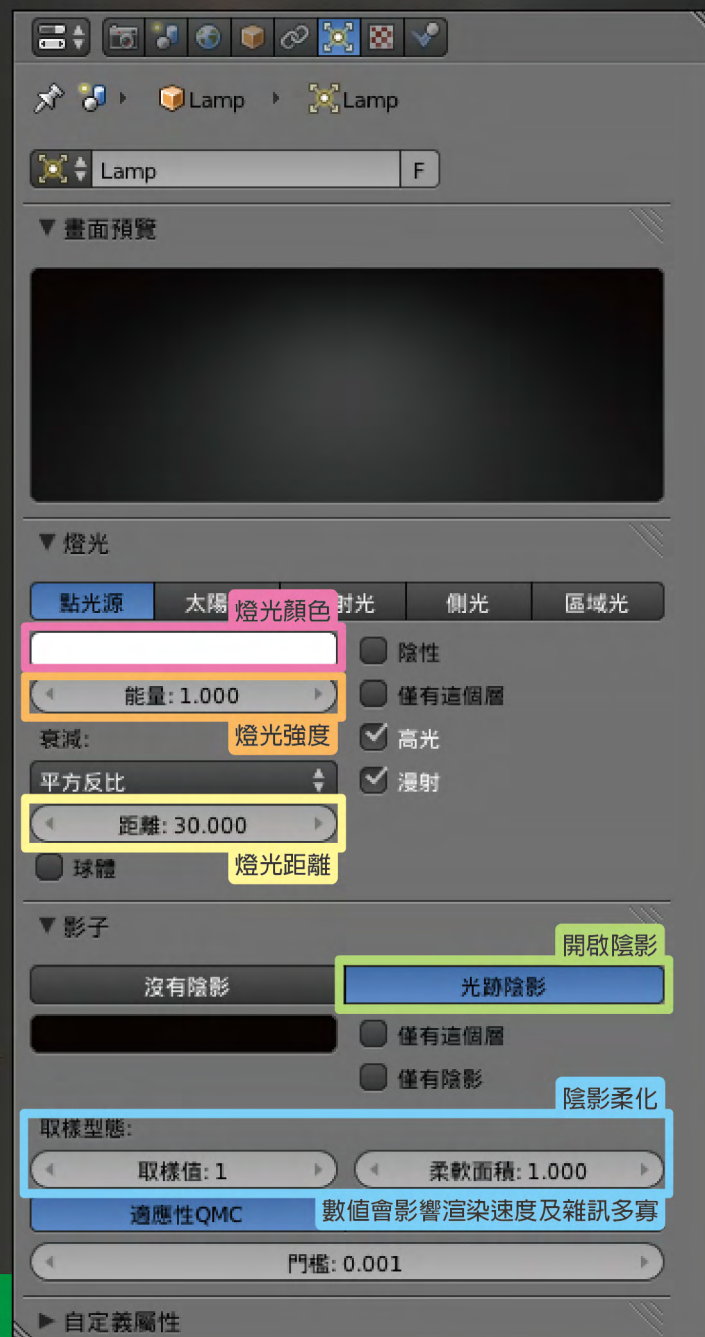 Lamp Lamp
Lamp F
畫面預覽
燈光
點光源 太陽 射光 側光 區域光
燈光顏色
陰性
能量: 1.000 僅有這個層
衰減: 燈光強度 高光
平方反比 漫射
距離: 30.000
球體 燈光距離
影子
開啟陰影
沒有陰影 光跡陰影
僅有這個層
僅有陰影
陰影柔化
取樣型態:
取樣值: 1 柔軟面積: 1.000
適應性QMC 數值會影響渲染速度及雜訊多寡
門檻: 0.001
自定義屬性